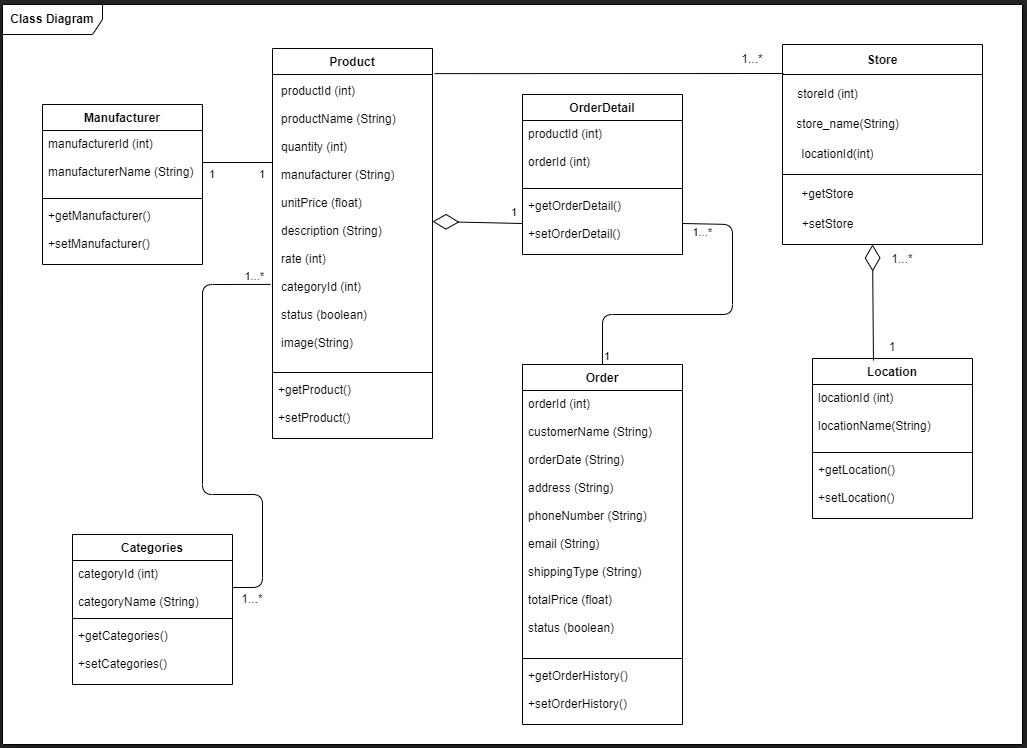 Class Diagram
Product
productId (int)
productName (String)
quantity (int)
manufacturer (String)
unitPrice (float)
description (String)
rate (int)
categoryId (int)
status (boolean)
image(String)
+getProduct()
+setProduct()
Manufacturer
manufacturerId (int)
manufacturerName (String)
+getManufacturer()
+setManufacturer()
1
1
1...*
Store
storeId (int)
store_name(String)
locationId(int)
+getStore
+setStore
OrderDetail
productId (int)
orderId (int)
+getOrderDetail()
+setOrderDetail()
1
1...*
1
1...*
1
1...*
1...*
Order
orderId (int)
customerName (String)
orderDate (String)
address (String)
phoneNumber (String)
email (String)
shippingType (String)
totalPrice (float)
status (boolean)
+getOrderHistory()
+setOrderHistory()
Location
locationId (int)
locationName(String)
+getLocation()
+setLocation()
Categories
categoryId (int)
categoryName (String)
+getCategories()
+setCategories()